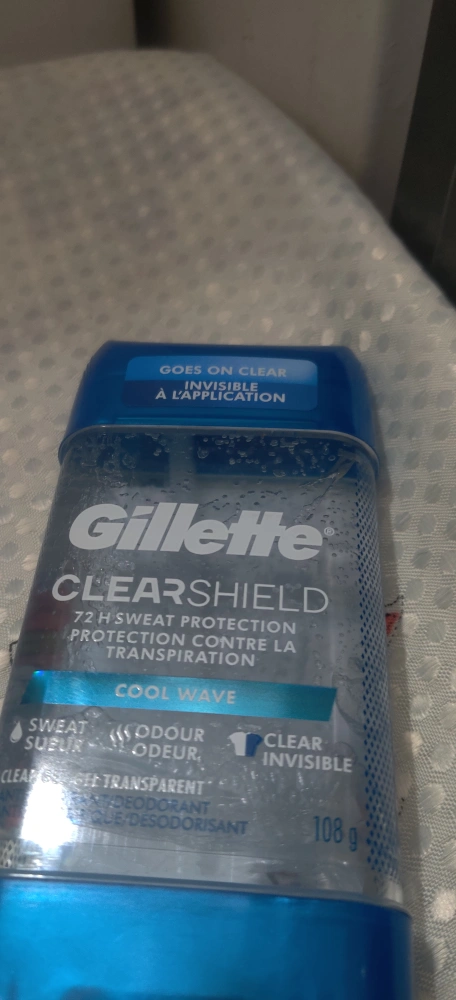 GOES ON CLEAR
INVISIBLE
À L'APPLICATION
Gillette®
CLEARSHIELD
72 H SWEAT PROTECTION
PROTECTION CONTRE LA
TRANSPIRATION
COOL WAVE
SWEAT
SUEUR
ODOUR
ODEUR
CLEAR
INVISIBLE
CLEAR GEL TRANSPARENT
DÉSODORISANT
108 g